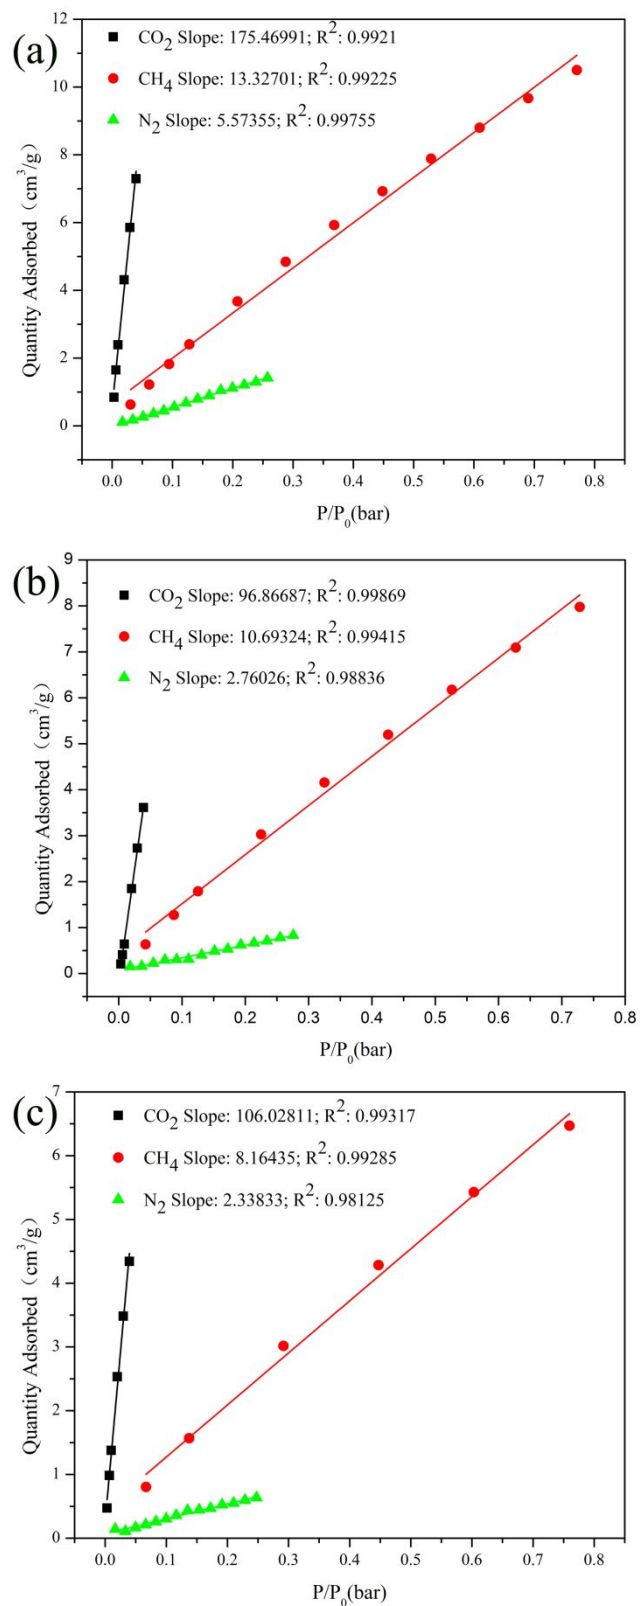 (a)
CO2 Slope: 175.46991; R2: 0.9921
CH4 Slope: 13.32701; R2: 0.99225
N2 Slope: 5.57355; R2: 0.99755
Quantity Adsorbed (cm3/g)
12
10
8
6
4
2
0
0.0 0.1 0.2 0.3 0.4 0.5 0.6 0.7 0.8
P/P0(bar)
(b)
CO2 Slope: 96.86687; R2: 0.99869
CH4 Slope: 10.69324; R2: 0.99415
N2 Slope: 2.76026; R2: 0.98836
Quantity Adsorbed (cm3/g)
9
8
7
6
5
4
3
2
1
0
0.0 0.1 0.2 0.3 0.4 0.5 0.6 0.7 0.8
P/P0(bar)
(c)
CO2 Slope: 106.02811; R2: 0.99317
CH4 Slope: 8.16435; R2: 0.99285
N2 Slope: 2.33833; R2: 0.98125
Quantity Adsorbed (cm3/g)
7
6
5
4
3
2
1
0
0.0 0.1 0.2 0.3 0.4 0.5 0.6 0.7 0.8
P/P0(bar)